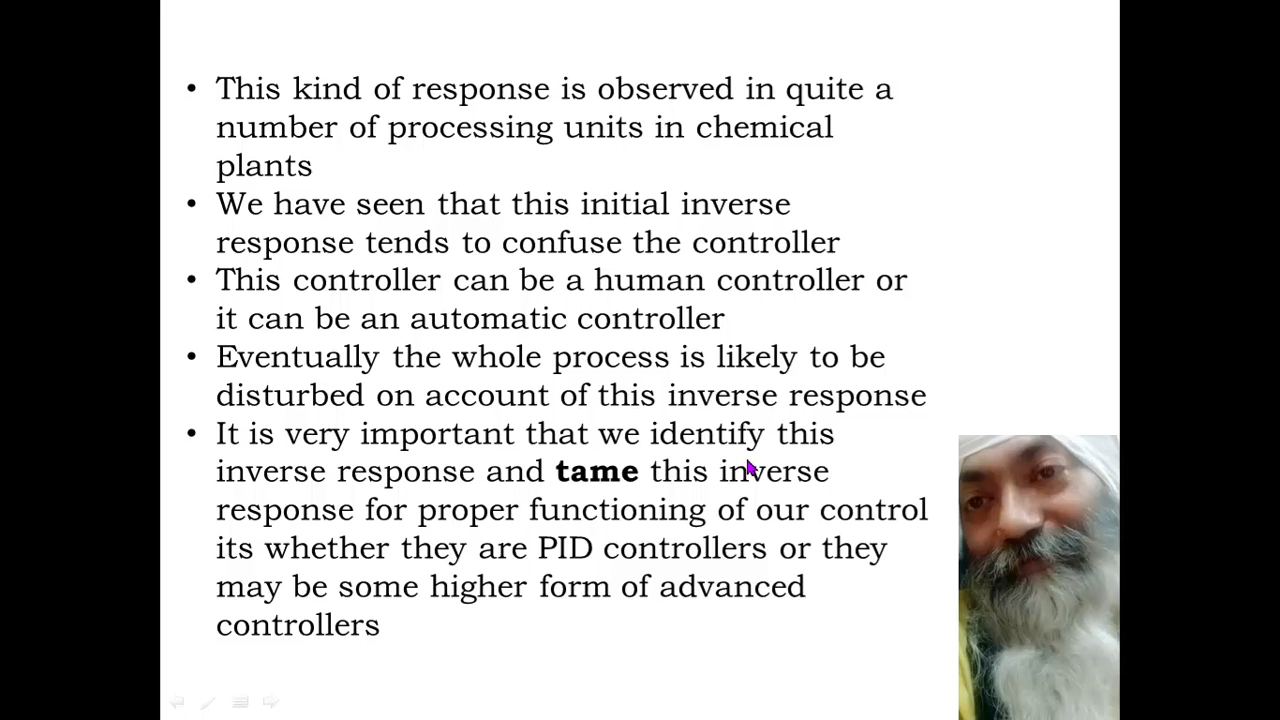 • This kind of response is observed in quite a
number of processing units in chemical
plants
• We have seen that this initial inverse
response tends to confuse the controller
• This controller can be a human controller or
it can be an automatic controller
• Eventually the whole process is likely to be
disturbed on account of this inverse response
• It is very important that we identify this
inverse response and tame this inverse
response for proper functioning of our control
its whether they are PID controllers or they
may be some higher form of advanced
controllers